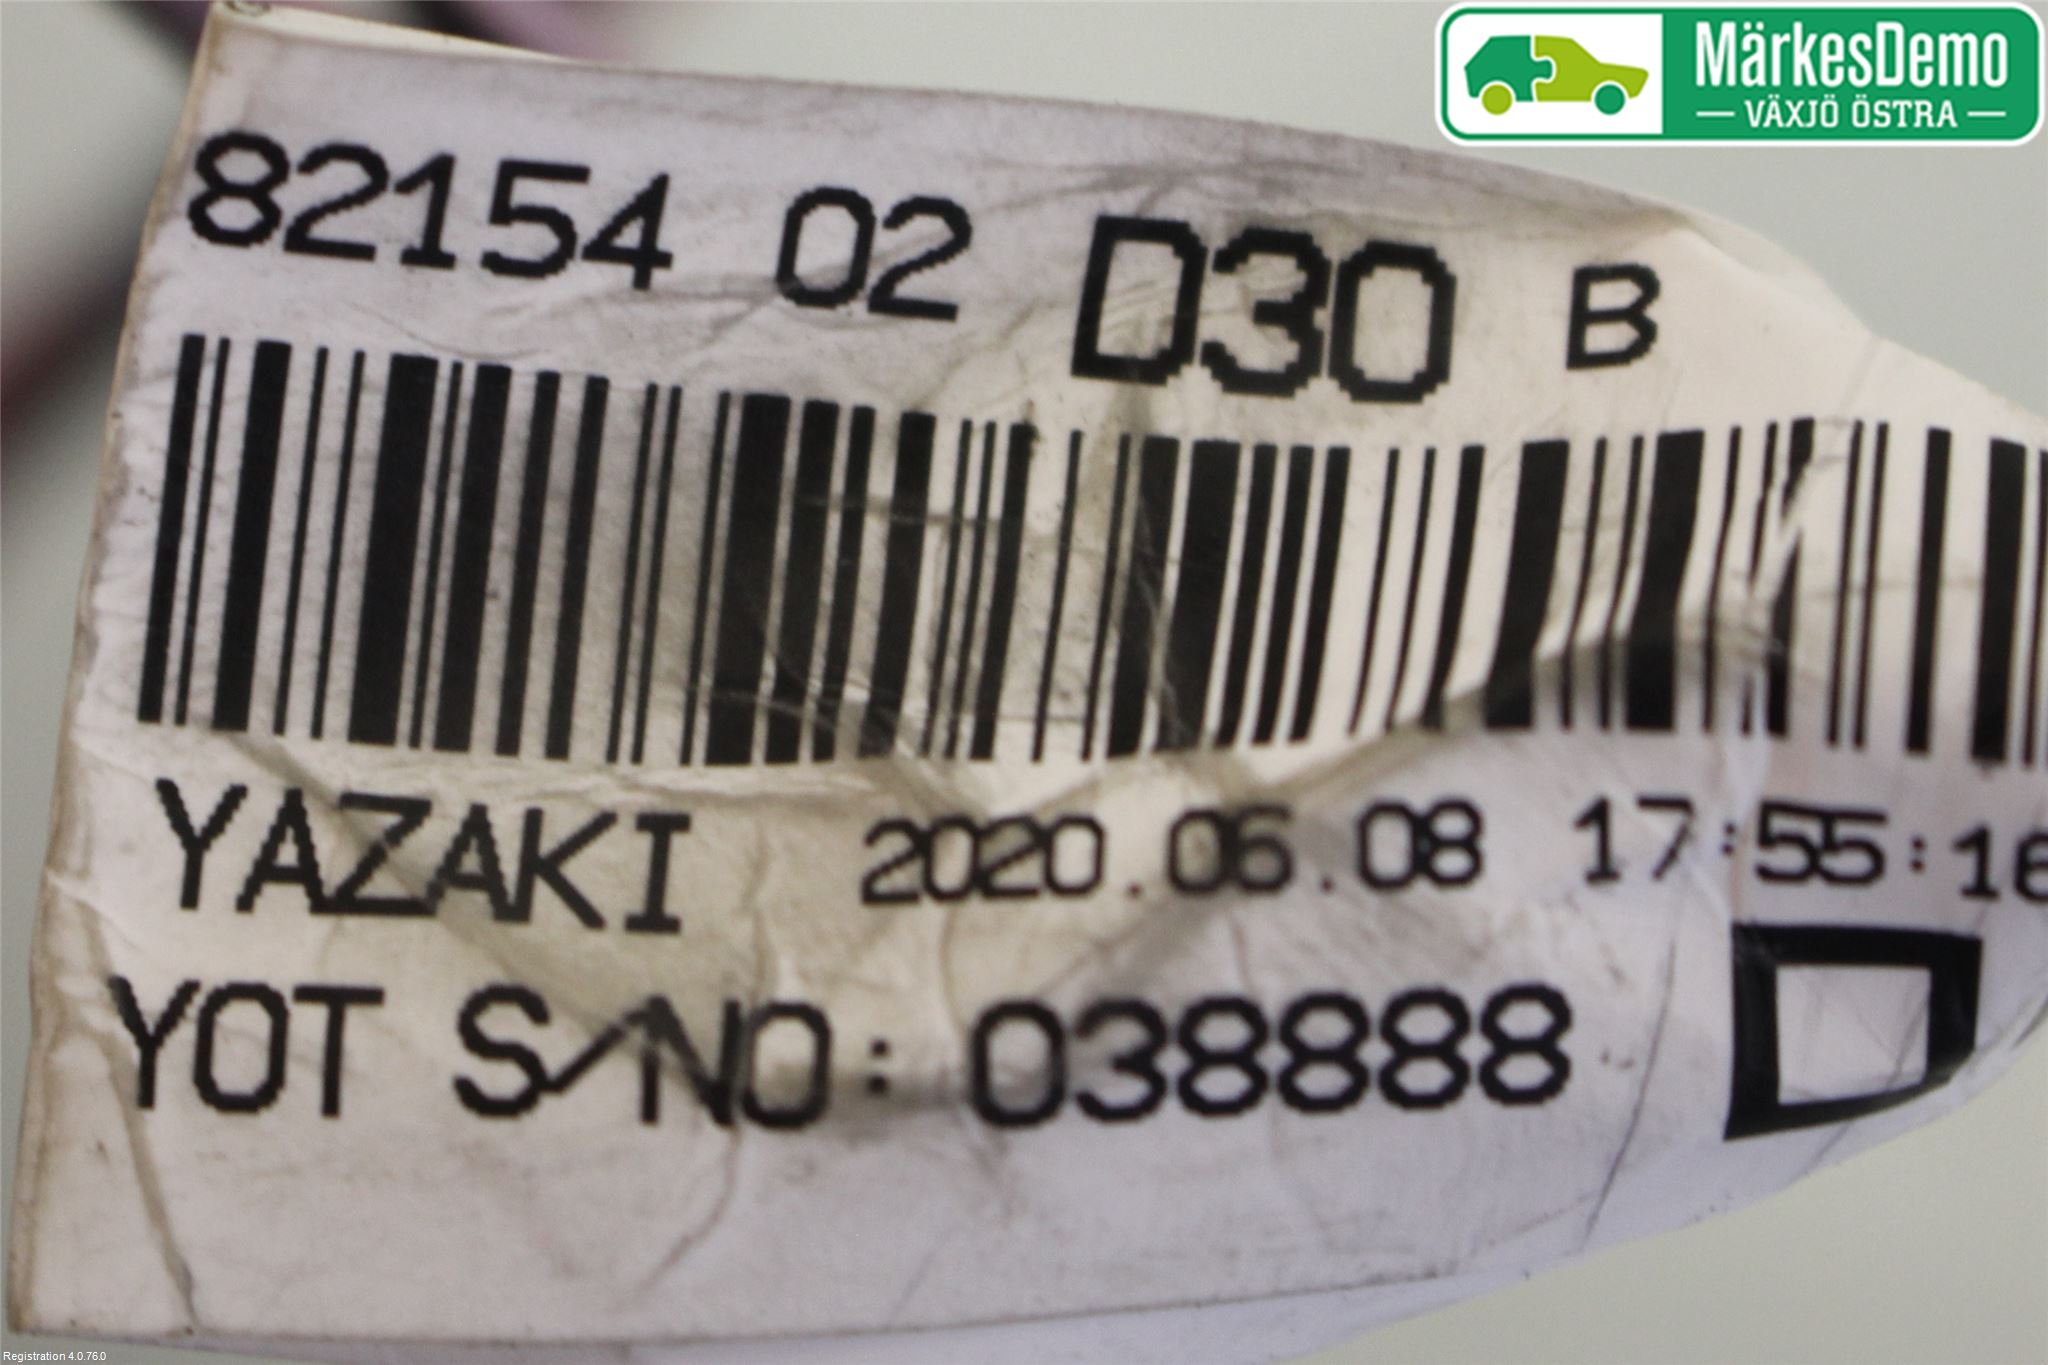 MärkesDemo
— VÄXJÖ ÖSTRA —
82154 02 D30 B
YAZAKI 2020.06.08 17:55:16
YOT S/NO: 038888
Registration 4.0.76.0